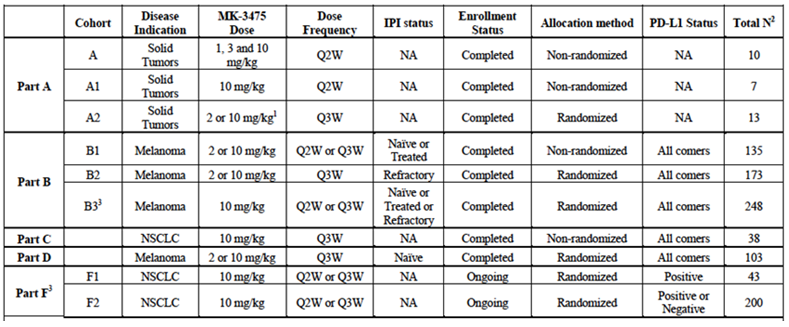 Cohort | Disease Indication | MK-3475 Dose | Dose Frequency | IPI status | Enrollment Status | Allocation method | PD-L1 Status | Total N2
Part A | A | Solid Tumors | 1, 3 and 10 mg/kg | Q2W | NA | Completed | Non-randomized | NA | 10
A1 | Solid Tumors | 10 mg/kg | Q2W | NA | Completed | Non-randomized | NA | 7
A2 | Solid Tumors | 2 or 10 mg/kg1 | Q3W | NA | Completed | Randomized | NA | 13
Part B | B1 | Melanoma | 2 or 10 mg/kg | Q2W or Q3W | Naïve or Treated | Completed | Non-randomized | All comers | 135
B2 | Melanoma | 2 or 10 mg/kg | Q3W | Refractory | Completed | Randomized | All comers | 173
B33 | Melanoma | 10 mg/kg | Q2W or Q3W | Naïve or Treated or Refractory | Completed | Randomized | All comers | 248
Part C | NSCLC | 10 mg/kg | Q3W | NA | Completed | Non-randomized | All comers | 38
Part D | Melanoma | 2 or 10 mg/kg | Q3W | Naïve | Completed | Randomized | All comers | 103
Part F3 | F1 | NSCLC | 10 mg/kg | Q2W or Q3W | NA | Ongoing | Randomized | Positive | 43
F2 | NSCLC | 10 mg/kg | Q2W or Q3W | NA | Ongoing | Randomized | Positive or Negative | 200